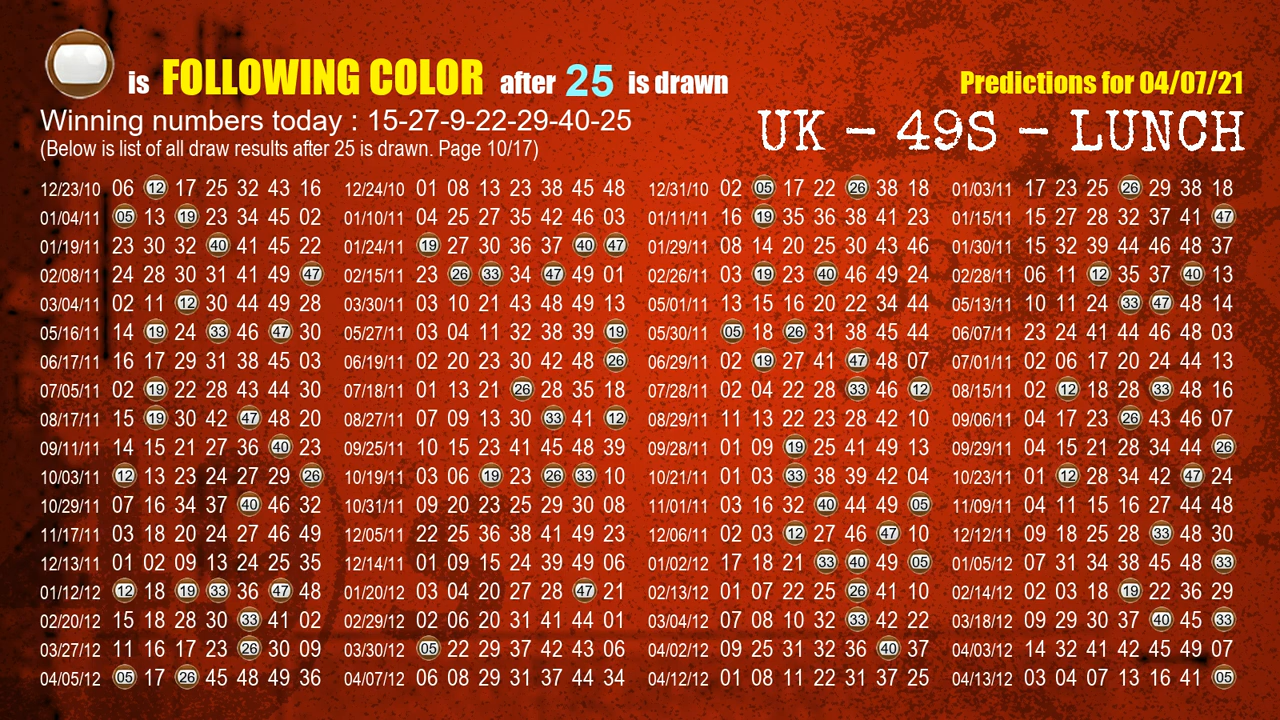 is FOLLOWING COLOR after 25 is drawn
Predictions for 04/07/21
Winning numbers today : 15-27-9-22-29-40-25
UK - 49S - LUNCH
(Below is list of all draw results after 25 is drawn. Page 10/17)
12/23/10 06 12 17 25 32 43 16 12/24/10 01 08 13 23 38 45 48 12/31/10 02 05 17 22 26 38 18 01/03/11 17 23 25 26 29 38 18
01/04/11 05 13 19 23 34 45 02 01/10/11 04 25 27 35 42 46 03 01/11/11 16 19 35 36 38 41 23 01/15/11 15 27 28 32 37 41 47
01/19/11 23 30 32 40 41 45 22 01/24/11 19 27 30 36 37 40 47 01/29/11 08 14 20 25 30 43 46 01/30/11 15 32 39 44 46 48 37
02/08/11 24 28 30 31 41 49 47 02/15/11 23 26 33 34 47 49 01 02/26/11 03 19 23 40 46 49 24 02/28/11 06 11 12 35 37 40 13
03/04/11 02 11 12 30 44 49 28 03/30/11 03 10 21 43 48 49 13 05/01/11 13 15 16 20 22 34 44 05/13/11 10 11 24 33 47 48 14
05/16/11 14 19 24 33 46 47 30 05/27/11 03 04 11 32 38 39 19 05/30/11 05 18 26 31 38 45 44 06/07/11 23 24 41 44 46 48 03
06/17/11 16 17 29 31 38 45 03 06/19/11 02 20 23 30 42 48 26 06/29/11 02 19 27 41 47 48 07 07/01/11 02 06 17 20 24 44 13
07/05/11 02 19 22 28 43 44 30 07/18/11 01 13 21 26 28 35 18 07/28/11 02 04 22 28 33 46 12 08/15/11 02 12 18 28 33 48 16
08/17/11 15 19 30 42 47 48 20 08/27/11 07 09 13 30 33 41 12 08/29/11 11 13 22 23 28 42 10 09/06/11 04 17 23 26 43 46 07
09/11/11 14 15 21 27 36 40 23 09/25/11 10 15 23 41 45 48 39 09/28/11 01 09 19 25 41 49 13 09/29/11 04 15 21 28 34 44 26
10/03/11 12 13 23 24 27 29 26 10/19/11 03 06 19 23 26 33 10 10/21/11 01 03 33 38 39 42 04 10/23/11 01 12 28 34 42 47 24
10/29/11 07 16 34 37 40 46 32 10/31/11 09 20 23 25 29 30 08 11/01/11 03 16 32 40 44 49 05 11/09/11 04 11 15 16 27 44 48
11/17/11 03 18 20 24 27 46 49 12/05/11 22 25 36 38 41 49 23 12/06/11 02 03 12 27 46 47 10 12/12/11 09 18 25 28 33 48 30
12/13/11 01 02 09 13 24 25 35 12/14/11 01 09 15 24 39 49 06 01/02/12 17 18 21 33 40 49 05 01/05/12 07 31 34 38 45 48 33
01/12/12 12 18 19 33 36 47 48 01/20/12 03 04 20 27 28 47 21 02/13/12 01 07 22 25 26 41 10 02/14/12 02 03 18 19 22 36 29
02/20/12 15 18 28 30 33 41 02 02/29/12 02 06 20 31 41 44 01 03/04/12 07 08 10 32 33 42 22 03/18/12 09 29 30 37 40 45 33
03/27/12 11 16 17 23 26 30 09 03/30/12 05 22 29 37 42 43 06 04/02/12 09 25 31 32 36 40 37 04/03/12 14 32 41 42 45 49 07
04/05/12 05 17 26 45 48 49 36 04/07/12 06 08 29 31 37 44 34 04/12/12 01 08 11 22 31 37 25 04/13/12 03 04 07 13 16 41 05